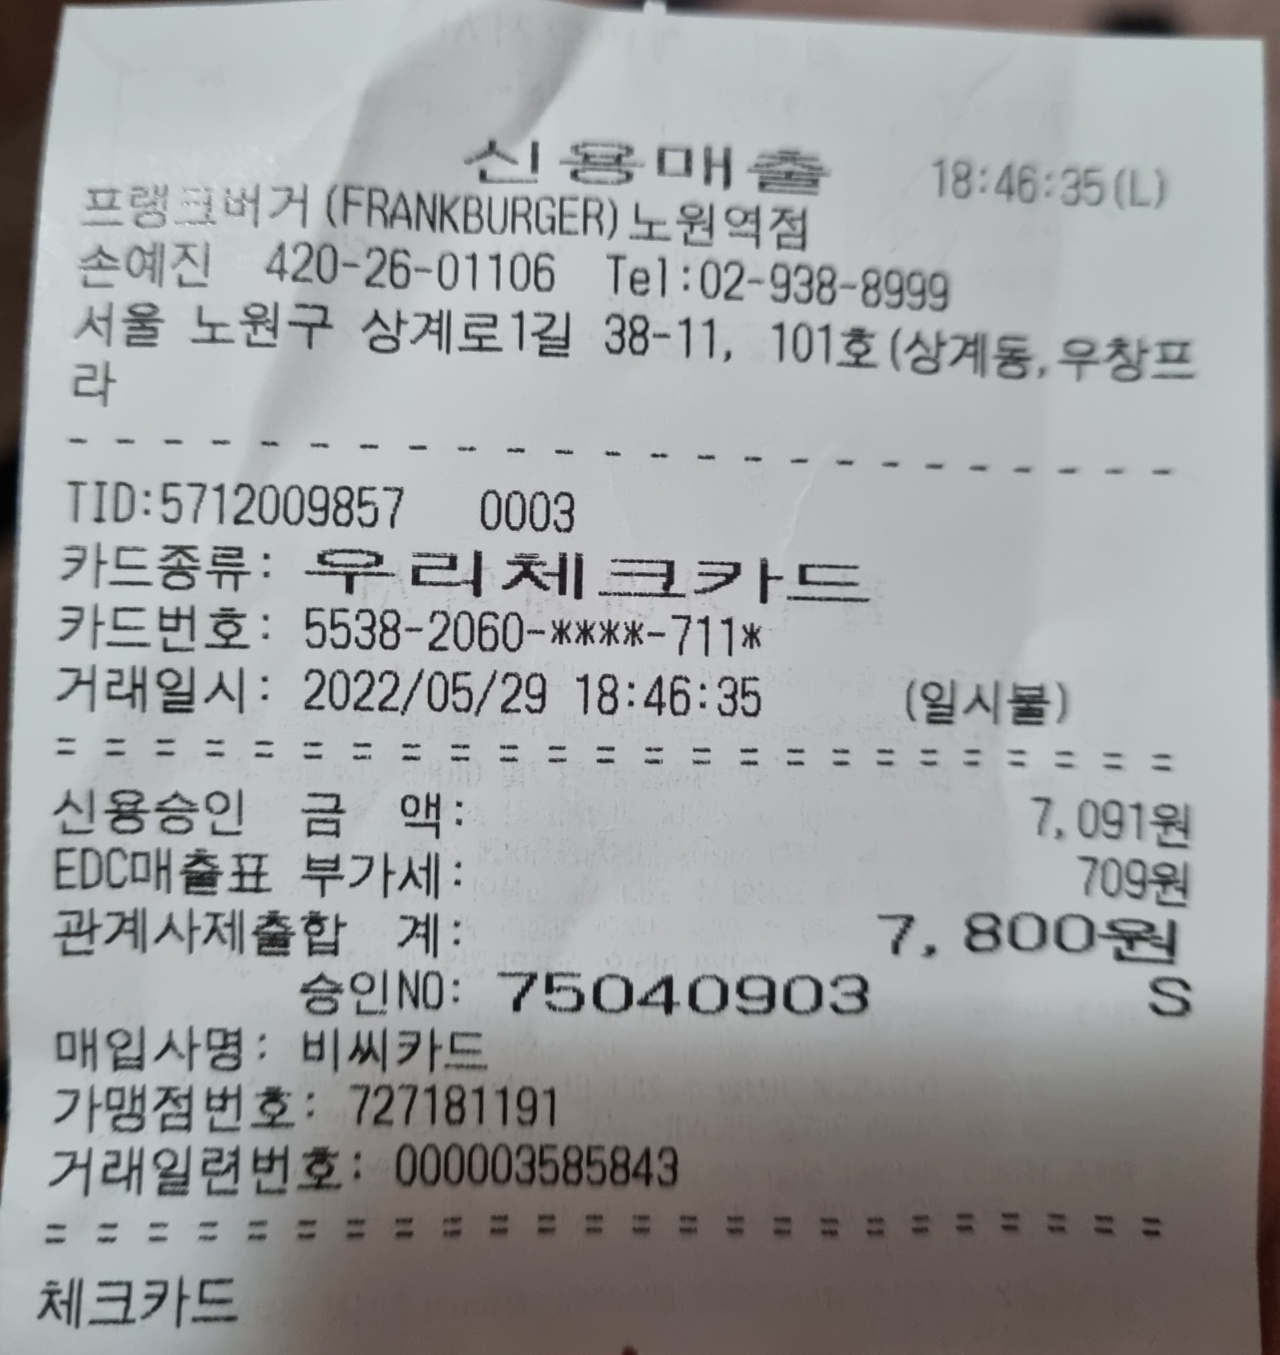 신용매출 18:46:35(L)
프랭크버거(FRANKBURGER)노원역점
손예진 420-26-01106 Tel:02-938-8999
서울 노원구 상계로1길 38-11, 101호(상계동,우창프
라
TID:5712009857 0003
카드종류: 우리체크카드
카드번호: 5538-2060-****-711*
거래일시: 2022/05/29 18:46:35 (일시불)
신용승인 금 액: 7,091원
EDC매출표 부가세: 709원
관계사제출합 계: 7,800원
승인NO: 75040903 S
매입사명: 비씨카드
가맹점번호: 727181191
거래일련번호: 000003585843
체크카드